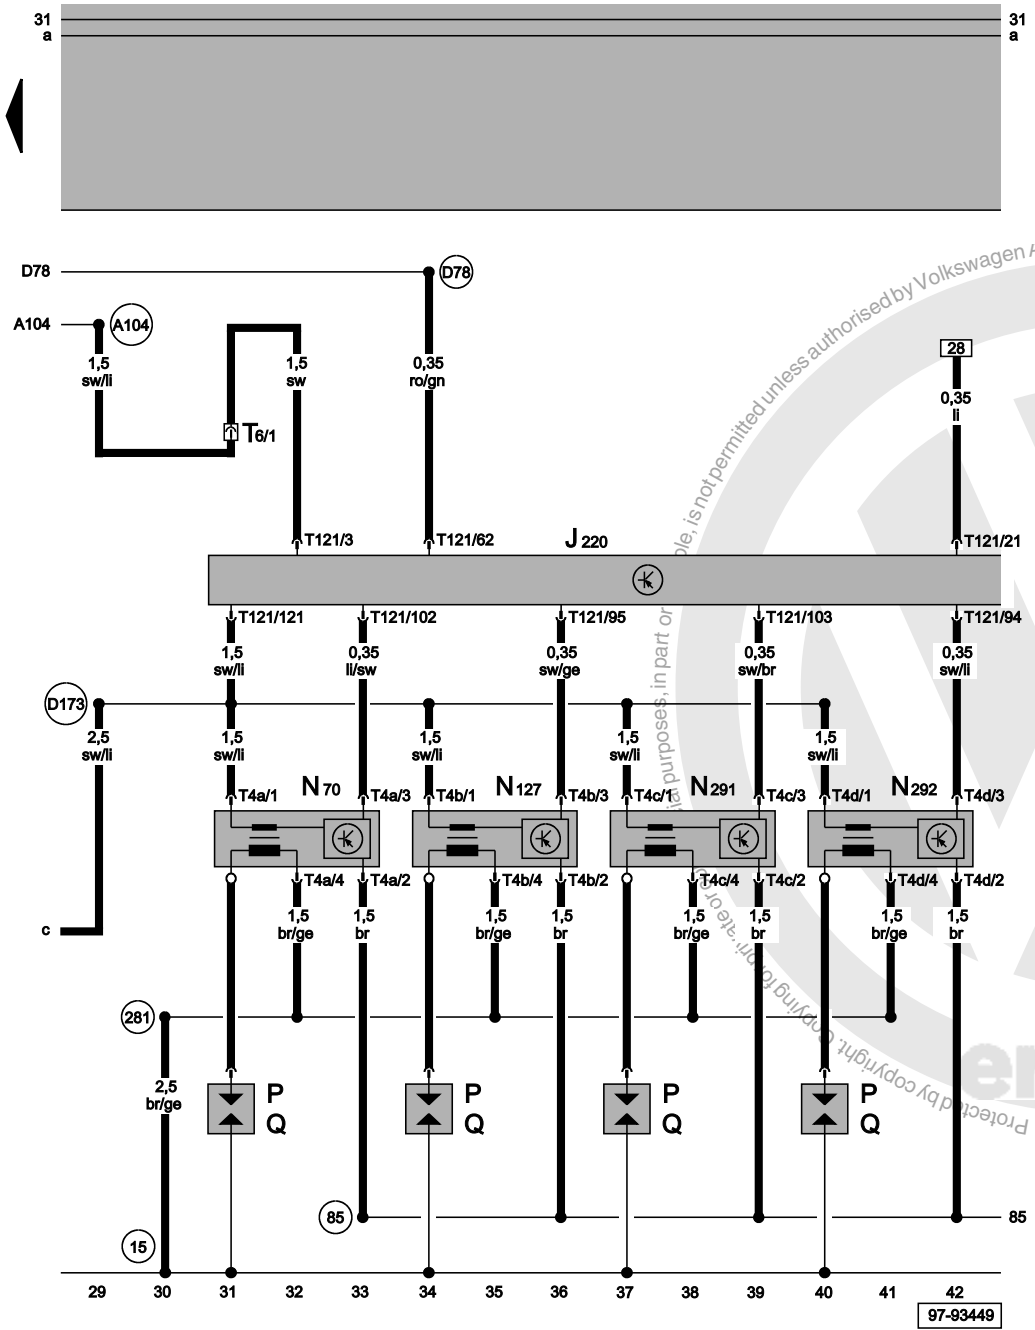 31 31
a a
D78 D78
A104 A104
28
1,5 1,5 0,35
sw/li sw ro/gn
0,35
li
T6/1
T121/3 T121/62 J 220 T121/21
T121/121 T121/102 T121/95 T121/103 T121/94
1,5 0,35 0,35 0,35 0,35
sw/li li/sw sw/ge sw/br sw/li
D173
2,5 1,5 1,5 1,5 1,5
sw/li sw/li sw/li sw/li sw/li
N 70 N 127 N 291 N 292
T4a/1 T4a/3 T4b/1 T4b/3 T4c/1 T4c/3 T4d/1 T4d/3
T4a/4 T4a/2 T4b/4 T4b/2 T4c/4 T4c/2 T4d/4 T4d/2
1,5 1,5 1,5 1,5 1,5 1,5 1,5 1,5
br/ge br br/ge br br/ge br br/ge br
c
281
2,5
br/ge
P P P P
Q Q Q Q
85 85
15
29 30 31 32 33 34 35 36 37 38 39 40 41 42
97-93449
ole, is not permitted unless authorised by Volkswagen A
purposes, in part or
copyright. Copying for
Protected by copyright